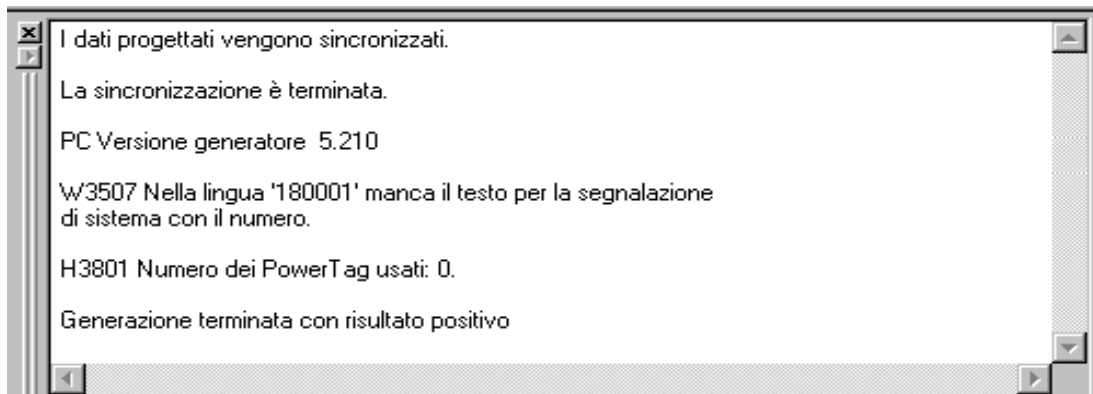 I dati progettati vengono sincronizzati.
La sincronizzazione è terminata.
PC Versione generatore  5.210
W3507 Nella lingua '180001' manca il testo per la segnalazione
di sistema con il numero.
H3801 Numero dei PowerTag usati: 0.
Generazione terminata con risultato positivo